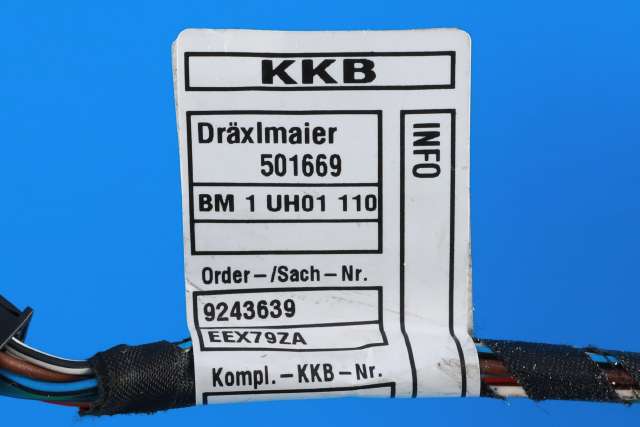 KKB
Dräxlmaier
501669
BM 1 UH01 110
INFO
Order-/Sach-Nr.
9243639
EEX79ZA
Kompl.-KKB-Nr.